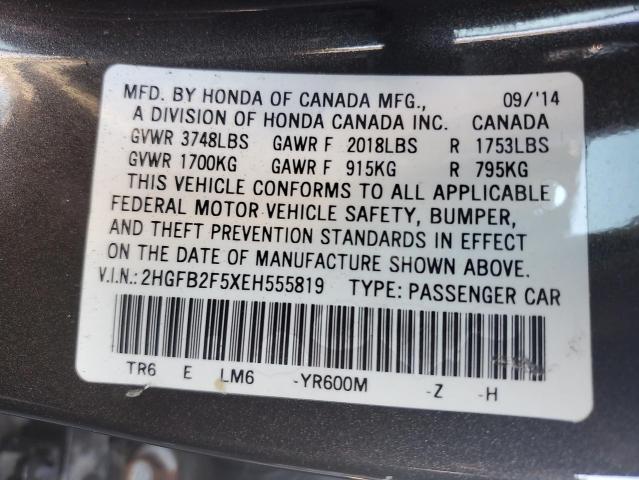 MFD. BY HONDA OF CANADA MFG., 09/'14
A DIVISION OF HONDA CANADA INC. CANADA
GVWR 3748LBS GAWR F 2018LBS R 1753LBS
GVWR 1700KG GAWR F 915KG R 795KG
THIS VEHICLE CONFORMS TO ALL APPLICABLE
FEDERAL MOTOR VEHICLE SAFETY, BUMPER,
AND THEFT PREVENTION STANDARDS IN EFFECT
ON THE DATE OF MANUFACTURE SHOWN ABOVE.
V.I.N.: 2HGFB2F5XEH555819 TYPE: PASSENGER CAR
TR6 E LM6 -YR600M -Z -H